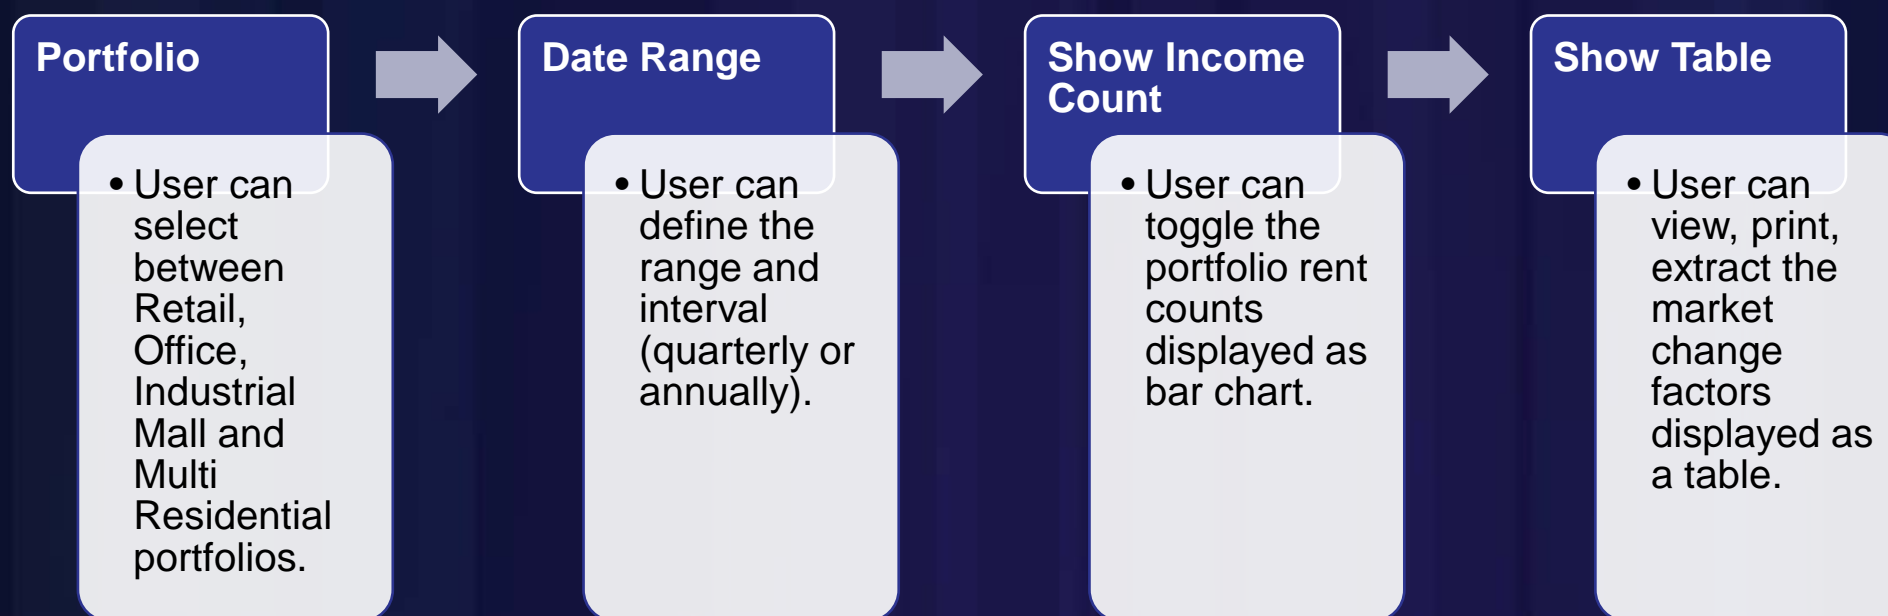 Portfolio
• User can
select
between
Retail,
Office,
Industrial
Mall and
Multi
Residential
portfolios.
Date Range
• User can
define the
range and
interval
(quarterly or
annually).
Show Income
Count
• User can
toggle the
portfolio rent
counts
displayed as
bar chart.
Show Table
• User can
view, print,
extract the
market
change
factors
displayed as
a table.